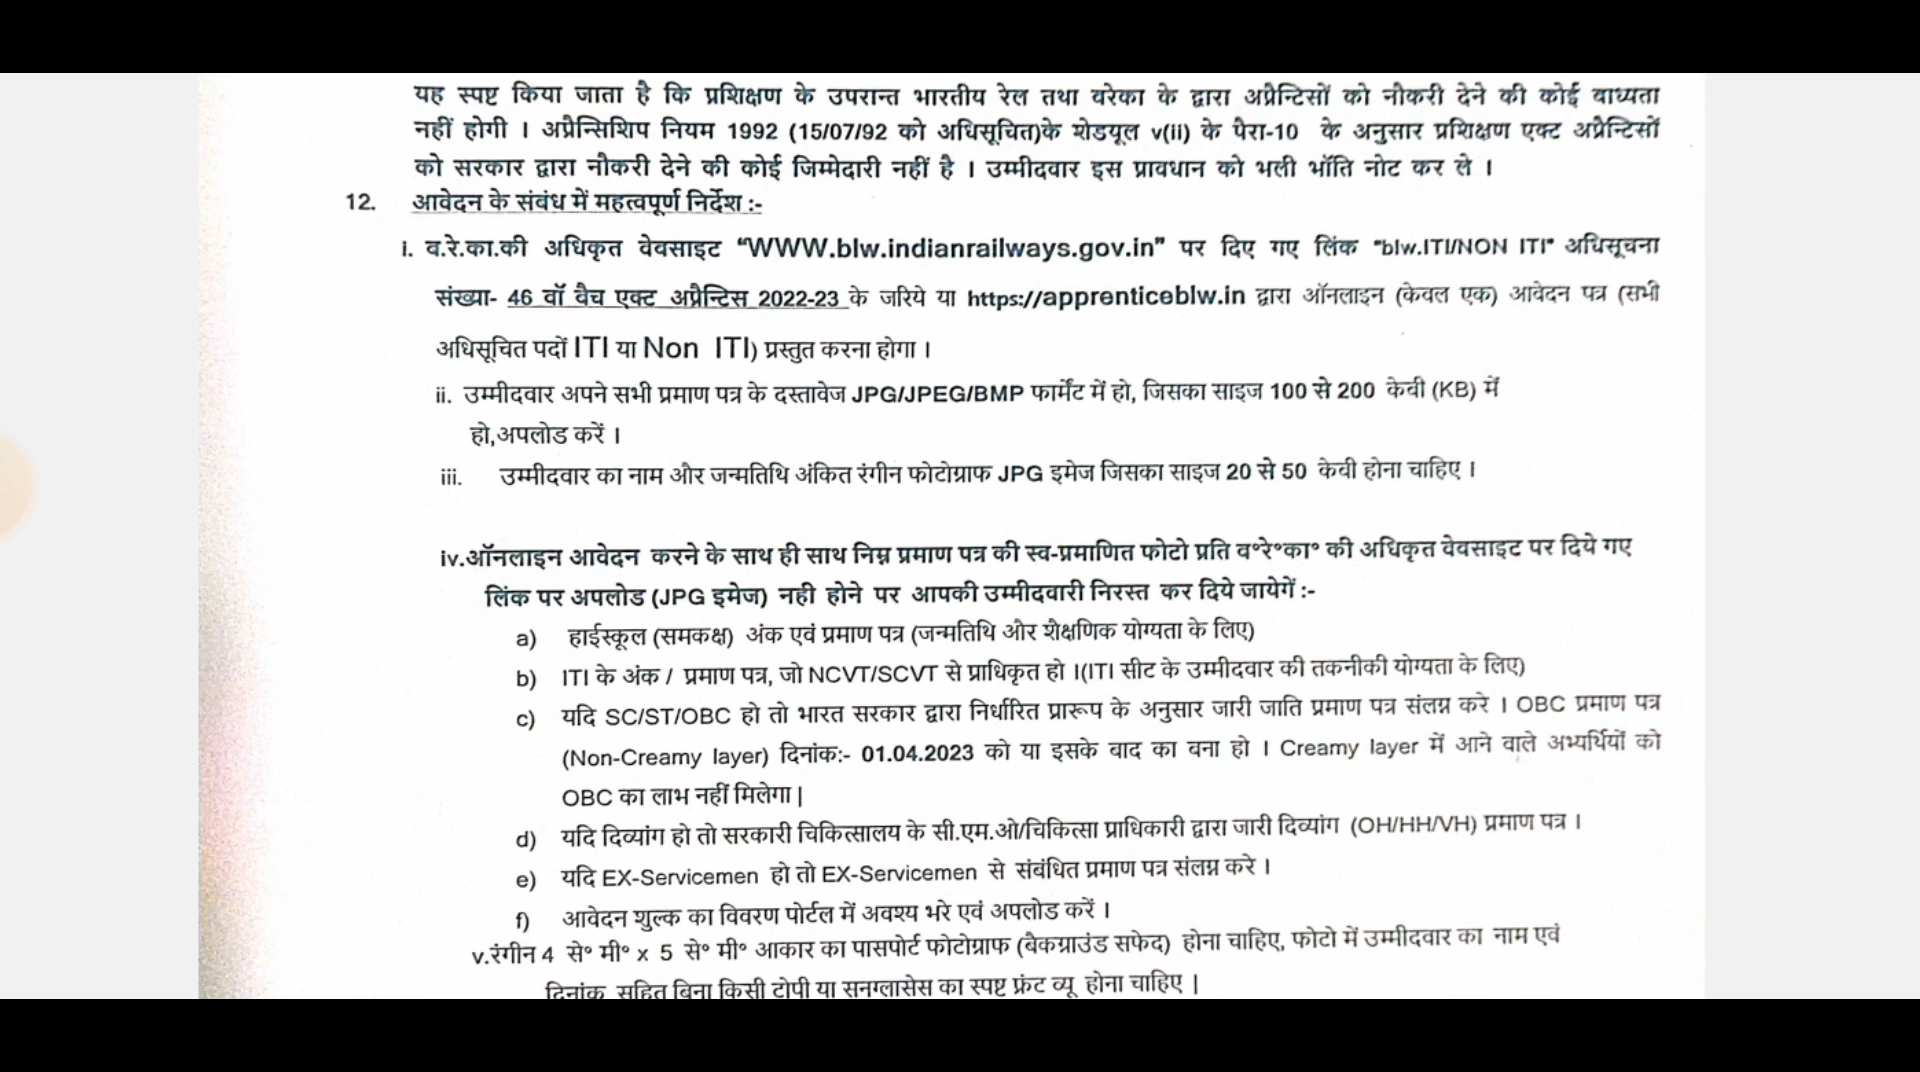 यह स्पष्ट किया जाता है कि प्रशिक्षण के उपरान्त भारतीय रेल तथा बरेका के द्वारा अप्रैन्टिसों को नौकरी देने की कोई बाध्यता
नहीं होगी । अप्रैन्सिशिप नियम 1992 (15/07/92 को अधिसूचित)के शेडयूल v(ii) के पैरा-10 के अनुसार प्रशिक्षण एक्ट अप्रैन्टिसों
को सरकार द्वारा नौकरी देने की कोई जिम्मेदारी नहीं है । उम्मीदवार इस प्रावधान को भली भाँति नोट कर ले ।
12. आवेदन के संबंध में महत्वपूर्ण निर्देश :-
i. ब.रे.का.की अधिकृत वेबसाइट “WWW.blw.indianrailways.gov.in” पर दिए गए लिंक "blw.ITI/NON ITI" अधिसूचना
संख्या- 46 वाँ बैच एक्ट अप्रैन्टिस 2022-23 के जरिये या https://apprenticeblw.in द्वारा ऑनलाइन (केवल एक) आवेदन पत्र (सभी
अधिसूचित पदों ITI या Non ITI) प्रस्तुत करना होगा ।
ii. उम्मीदवार अपने सभी प्रमाण पत्र के दस्तावेज JPG/JPEG/BMP फार्मेट में हो, जिसका साइज 100 से 200 केबी (KB) में
हो,अपलोड करें ।
iii. उम्मीदवार का नाम और जन्मतिथि अंकित रंगीन फोटोग्राफ JPG इमेज जिसका साइज 20 से 50 केबी होना चाहिए ।
iv.ऑनलाइन आवेदन करने के साथ ही साथ निम्न प्रमाण पत्र की स्व-प्रमाणित फोटो प्रति ब॰रे॰का॰ की अधिकृत वेबसाइट पर दिये गए
लिंक पर अपलोड (JPG इमेज) नही होने पर आपकी उम्मीदवारी निरस्त कर दिये जायेगें :-
a) हाईस्कूल (समकक्ष) अंक एवं प्रमाण पत्र (जन्मतिथि और शैक्षणिक योग्यता के लिए)
b) ITI के अंक / प्रमाण पत्र, जो NCVT/SCVT से प्राधिकृत हो ।(ITI सीट के उम्मीदवार की तकनीकी योग्यता के लिए)
c) यदि SC/ST/OBC हो तो भारत सरकार द्वारा निर्धारित प्रारूप के अनुसार जारी जाति प्रमाण पत्र संलग्न करे । OBC प्रमाण पत्र
(Non-Creamy layer) दिनांक:- 01.04.2023 को या इसके बाद का बना हो । Creamy layer में आने वाले अभ्यर्थियों को
OBC का लाभ नहीं मिलेगा|
d) यदि दिव्यांग हो तो सरकारी चिकित्सालय के सी.एम.ओ/चिकित्सा प्राधिकारी द्वारा जारी दिव्यांग (OH/HH/VH) प्रमाण पत्र ।
e) यदि EX-Servicemen हो तो EX-Servicemen से संबंधित प्रमाण पत्र संलग्न करे ।
f) आवेदन शुल्क का विवरण पोर्टल में अवश्य भरे एवं अपलोड करें ।
v.रंगीन 4 से॰ मी॰ x 5 से॰ मी॰ आकार का पासपोर्ट फोटोग्राफ (बैकग्राउंड सफेद) होना चाहिए, फोटो में उम्मीदवार का नाम एवं
दिनांक सहित बिना किसी टोपी या सनग्लासेस का स्पष्ट फ्रंट व्यू होना चाहिए |